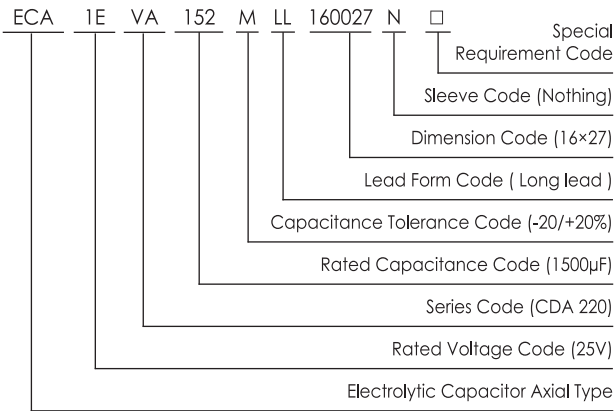 ECA 1E VA 152 M LL 160027 N □
Special
Requirement Code
Sleeve Code (Nothing)
Dimension Code (16×27)
Lead Form Code ( Long lead )
Capacitance Tolerance Code (-20/+20%)
Rated Capacitance Code (1500µF)
Series Code (CDA 220)
Rated Voltage Code (25V)
Electrolytic Capacitor Axial Type